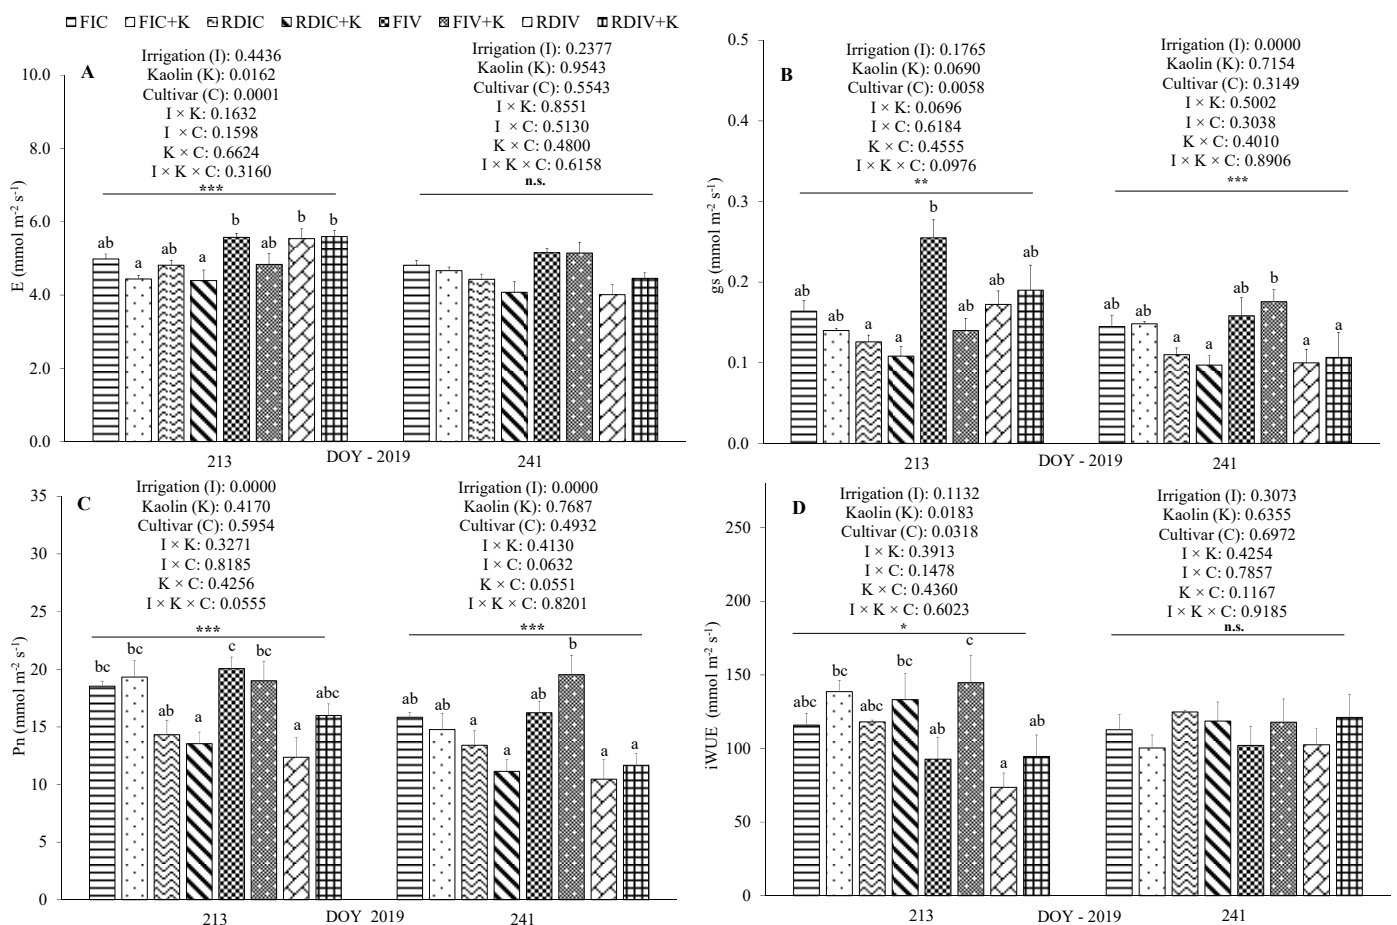 FIC FIC+K RDIC RDIC+K FIV FIV+K RDIV RDIV+K
A
Irrigation (I): 0.4436
Kaolin (K): 0.0162
Cultivar (C): 0.0001
I × K: 0.1632
I × C: 0.1598
K × C: 0.6624
I × K × C: 0.3160
***
Irrigation (I): 0.2377
Kaolin (K): 0.9543
Cultivar (C): 0.5543
I × K: 0.8551
I × C: 0.5130
K × C: 0.4800
I × K × C: 0.6158
n.s.
E (mmol m-2 s-1)
10.0
8.0
6.0
4.0
2.0
0.0
ab a ab a b ab b b
213 DOY - 2019 241
B
Irrigation (I): 0.1765
Kaolin (K): 0.0690
Cultivar (C): 0.0058
I × K: 0.0696
I × C: 0.6184
K × C: 0.4555
I × K × C: 0.0976
**
Irrigation (I): 0.0000
Kaolin (K): 0.7154
Cultivar (C): 0.3149
I × K: 0.5002
I × C: 0.3038
K × C: 0.4010
I × K × C: 0.8906
***
gs (mmol m-2 s-1)
0.5
0.4
0.3
0.2
0.1
0.0
ab ab a a b ab ab ab
ab ab a a ab b a a
213 DOY - 2019 241
C
Irrigation (I): 0.0000
Kaolin (K): 0.4170
Cultivar (C): 0.5954
I × K: 0.3271
I × C: 0.8185
K × C: 0.4256
I × K × C: 0.0555
***
Irrigation (I): 0.0000
Kaolin (K): 0.7687
Cultivar (C): 0.4932
I × K: 0.4130
I × C: 0.0632
K × C: 0.0551
I × K × C: 0.8201
***
Pn (mmol m-2 s-1)
35
30
25
20
15
10
5
0
bc bc ab a c bc a abc
ab ab a a ab b a a
213 DOY 2019 241
D
Irrigation (I): 0.1132
Kaolin (K): 0.0183
Cultivar (C): 0.0318
I × K: 0.3913
I × C: 0.1478
K × C: 0.4360
I × K × C: 0.6023
*
Irrigation (I): 0.3073
Kaolin (K): 0.6355
Cultivar (C): 0.6972
I × K: 0.4254
I × C: 0.7857
K × C: 0.1167
I × K × C: 0.9185
n.s.
iWUE (mmol m-2 s-1)
250
200
150
100
50
0
abc bc abc bc ab c a ab
213 DOY - 2019 241